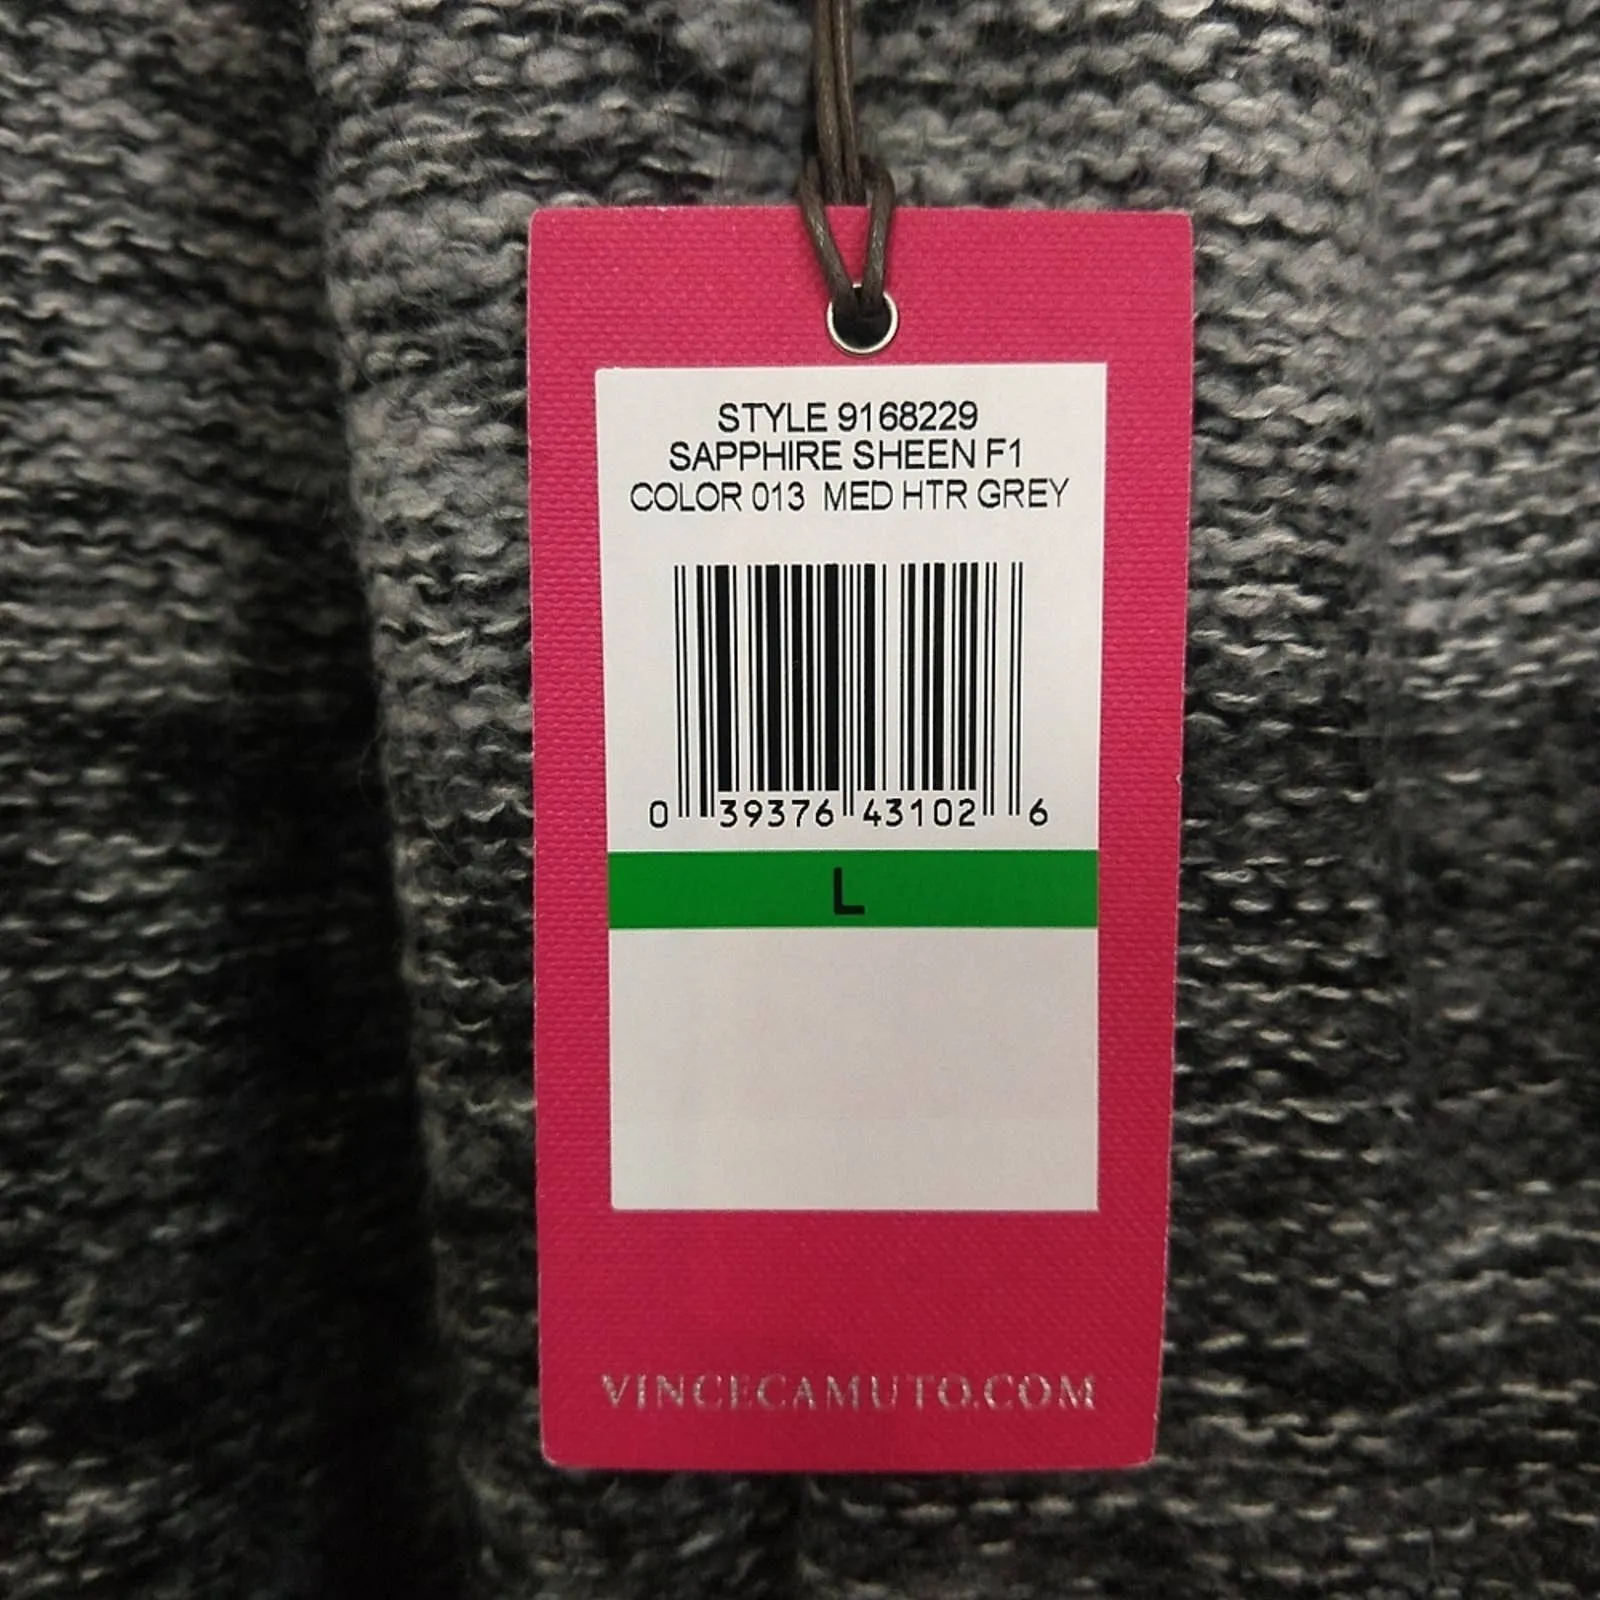 STYLE 9168229
SAPPHIRE SHEEN F1
COLOR 013 MED HTR GREY
0 39376 43102 6
L
VINCECAMUTO.COM